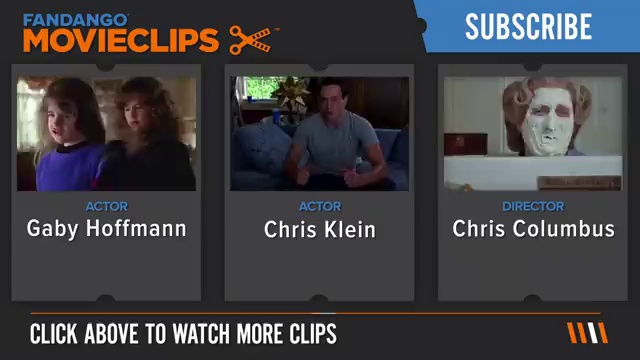 FANDANGO
MOVIECLIPS
SUBSCRIBE
ACTOR
Gaby Hoffmann
ACTOR
Chris Klein
DIRECTOR
Chris Columbus
CLICK ABOVE TO WATCH MORE CLIPS